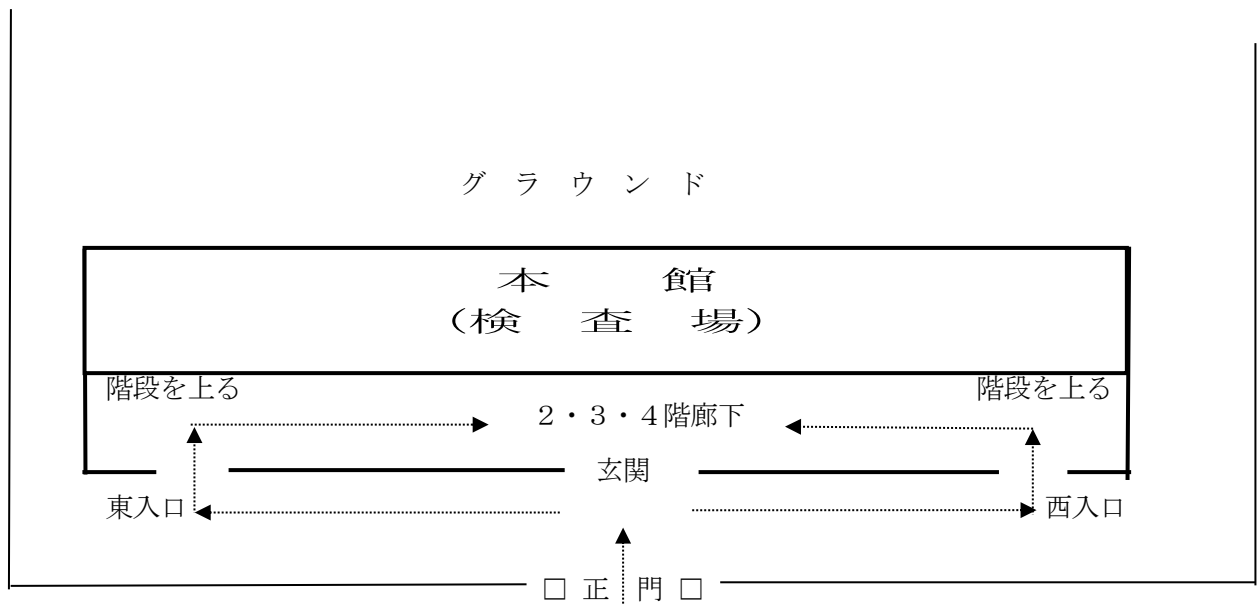 グ ラ ウ ン ド
本 館
（検 査 場）
階段を上る
階段を上る
２・３・４階廊下
玄関
東入口
西入口
□ 正 門 □